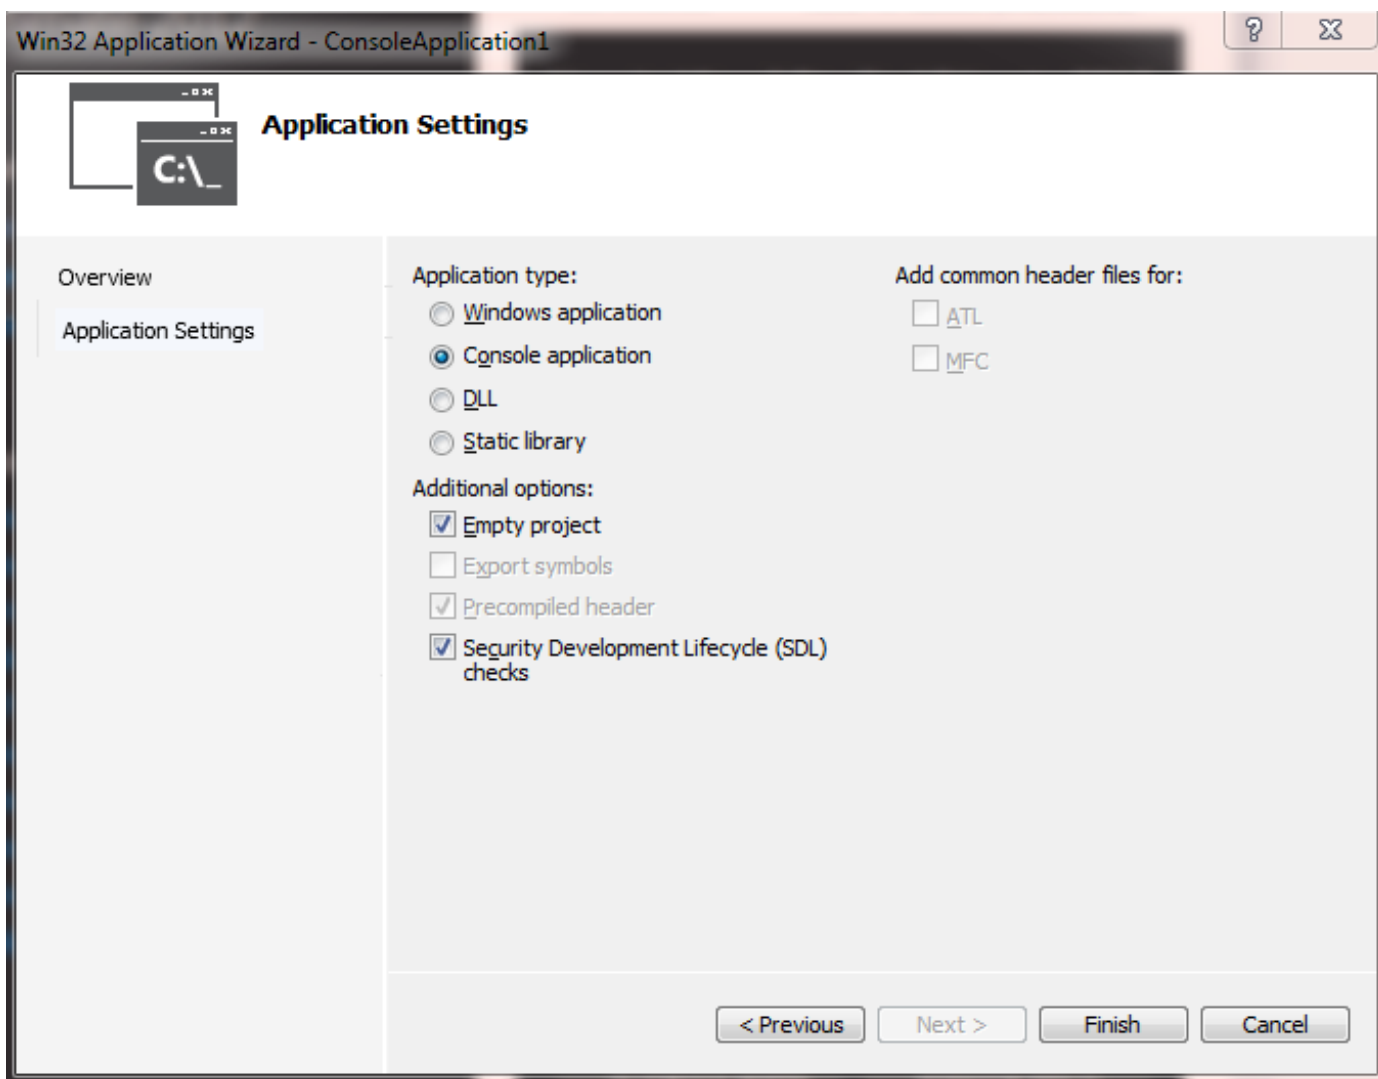 Win32 Application Wizard - ConsoleApplication1
C:\_
Application Settings
Overview
Application Settings
Application type:
Windows application
Console application
DLL
Static library
Additional options:
Empty project
Export symbols
Precompiled header
Security Development Lifecycle (SDL)
checks
Add common header files for:
ATL
MFC
< Previous
Next >
Finish
Cancel